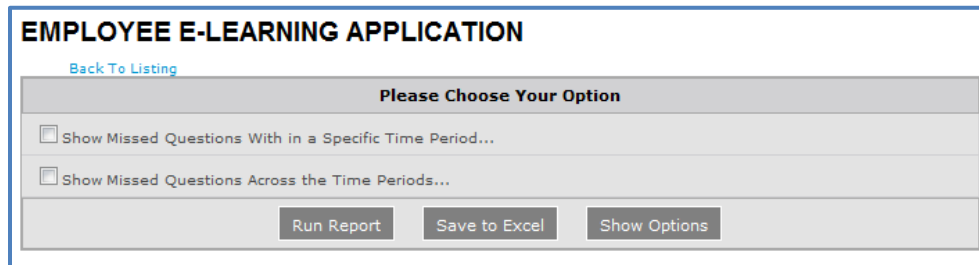 EMPLOYEE E-LEARNING APPLICATION
Back To Listing
Please Choose Your Option
Show Missed Questions With in a Specific Time Period...
Show Missed Questions Across the Time Periods...
Run Report Save to Excel Show Options